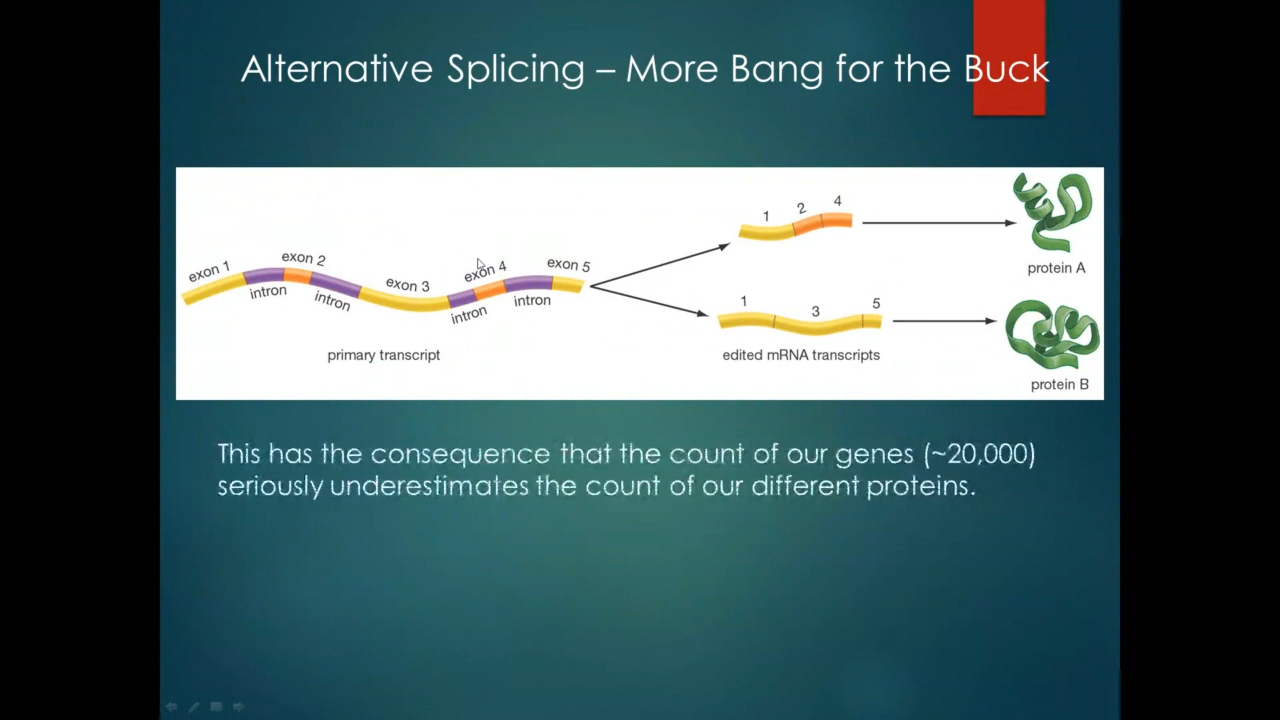 Alternative Splicing – More Bang for the Buck
exon 1
intron
exon 2
intron
exon 3
intron
exon 4
intron
exon 5
primary transcript
1 2 4
protein A
1 3 5
edited mRNA transcripts
protein B
This has the consequence that the count of our genes (~20,000)
seriously underestimates the count of our different proteins.